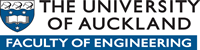 THE UNIVERSITY
OF AUCKLAND
FACULTY OF ENGINEERING